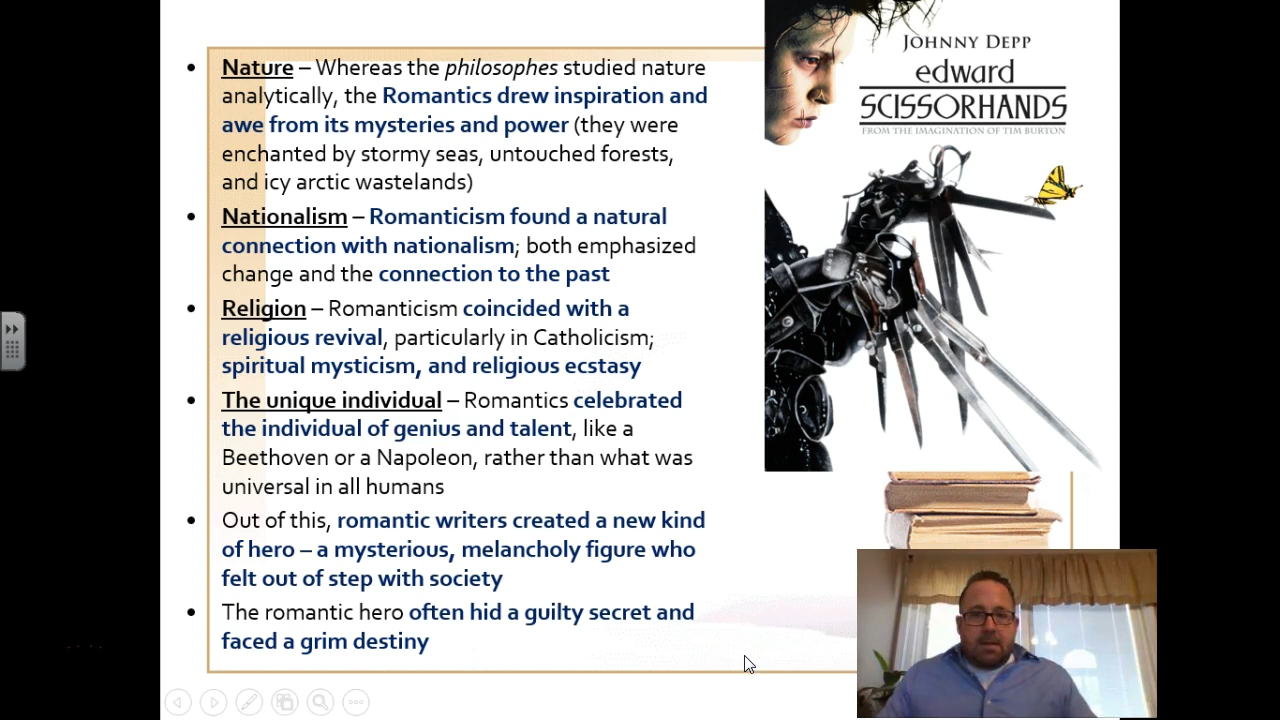 Nature – Whereas the philosophes studied nature
analytically, the Romantics drew inspiration and
awe from its mysteries and power (they were
enchanted by stormy seas, untouched forests,
and icy arctic wastelands)
Nationalism – Romanticism found a natural
connection with nationalism; both emphasized
change and the connection to the past
Religion – Romanticism coincided with a
religious revival, particularly in Catholicism;
spiritual mysticism, and religious ecstasy
The unique individual – Romantics celebrated
the individual of genius and talent, like a
Beethoven or a Napoleon, rather than what was
universal in all humans
Out of this, romantic writers created a new kind
of hero – a mysterious, melancholy figure who
felt out of step with society
The romantic hero often hid a guilty secret and
faced a grim destiny
JOHNNY DEPP
edward
SCISSORHANDS
FROM THE IMAGINATION OF TIM BURTON